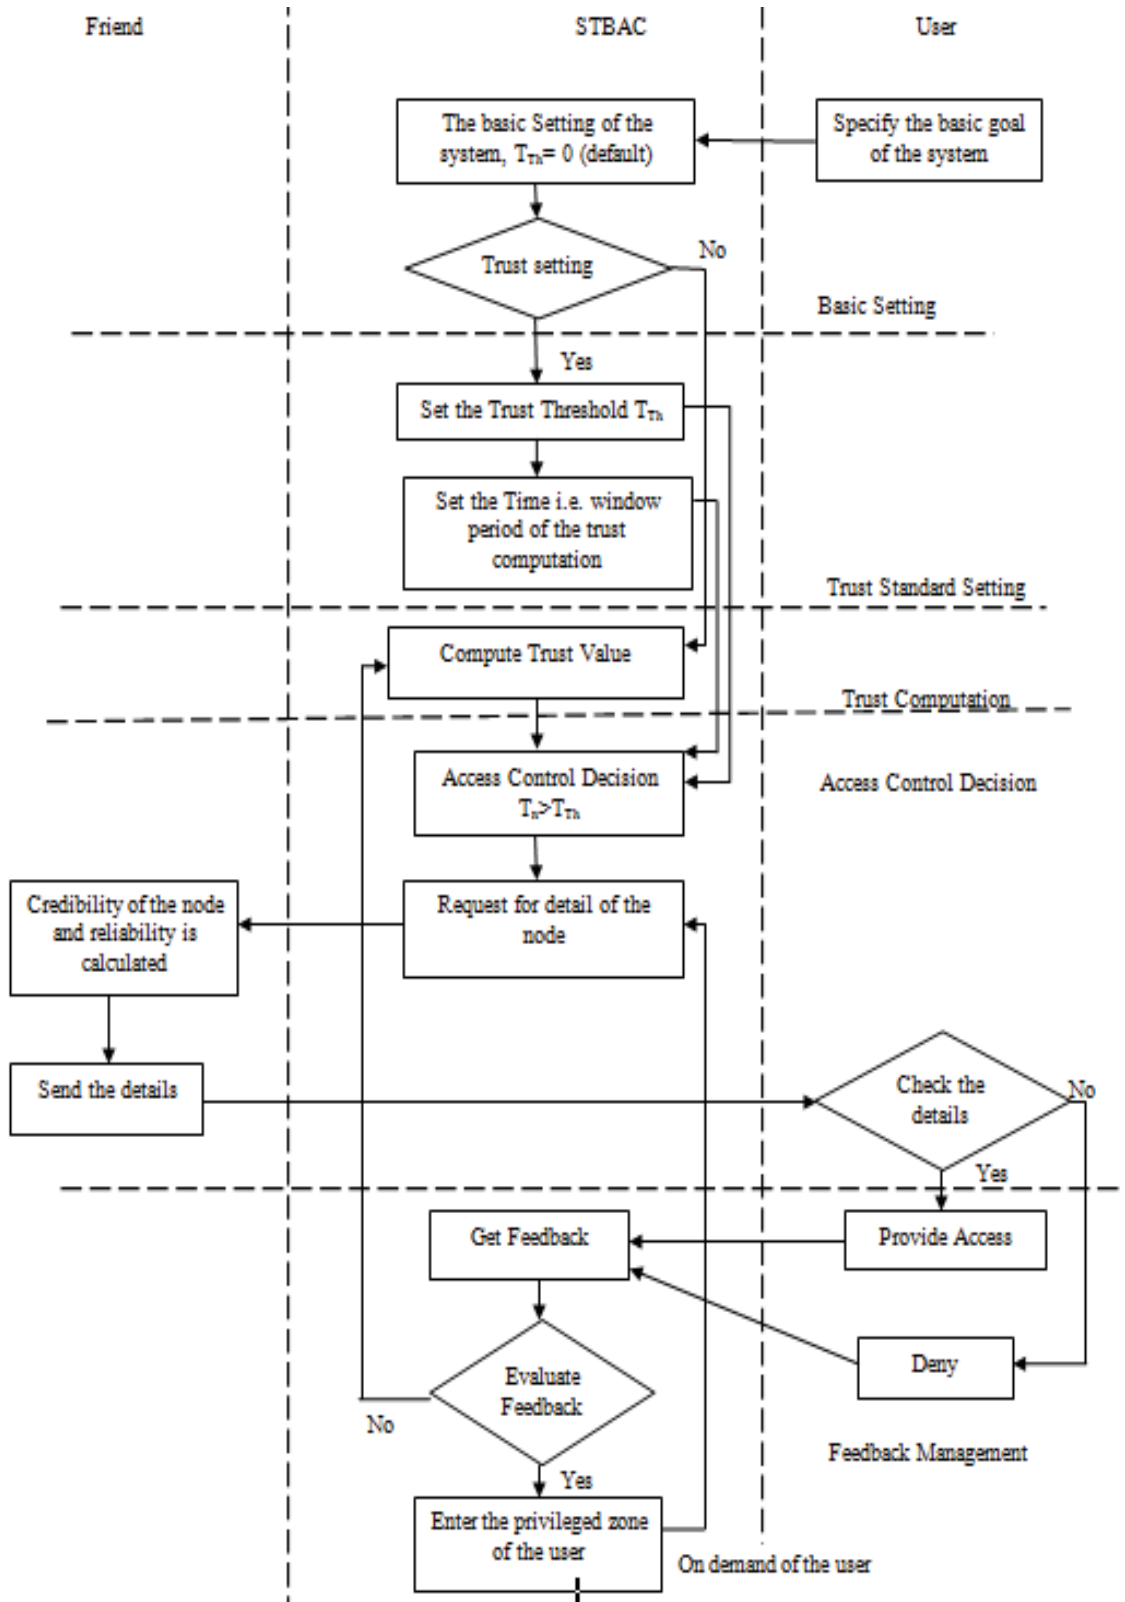 Friend
STBAC
User
The basic Setting of the
system, TTh= 0 (default)
Specify the basic goal
of the system
Trust setting
No
Basic Setting
Yes
Set the Trust Threshold TTh
Set the Time i.e. window
period of the trust
computation
Trust Standard Setting
Compute Trust Value
Trust Computation
Access Control Decision
Tn>TTh
Access Control Decision
Credibility of the node
and reliability is
calculated
Request for detail of the
node
Send the details
Check the
details
No
Yes
Get Feedback
Provide Access
Evaluate
Feedback
Deny
No
Feedback Management
Yes
Enter the privileged zone
of the user
On demand of the user